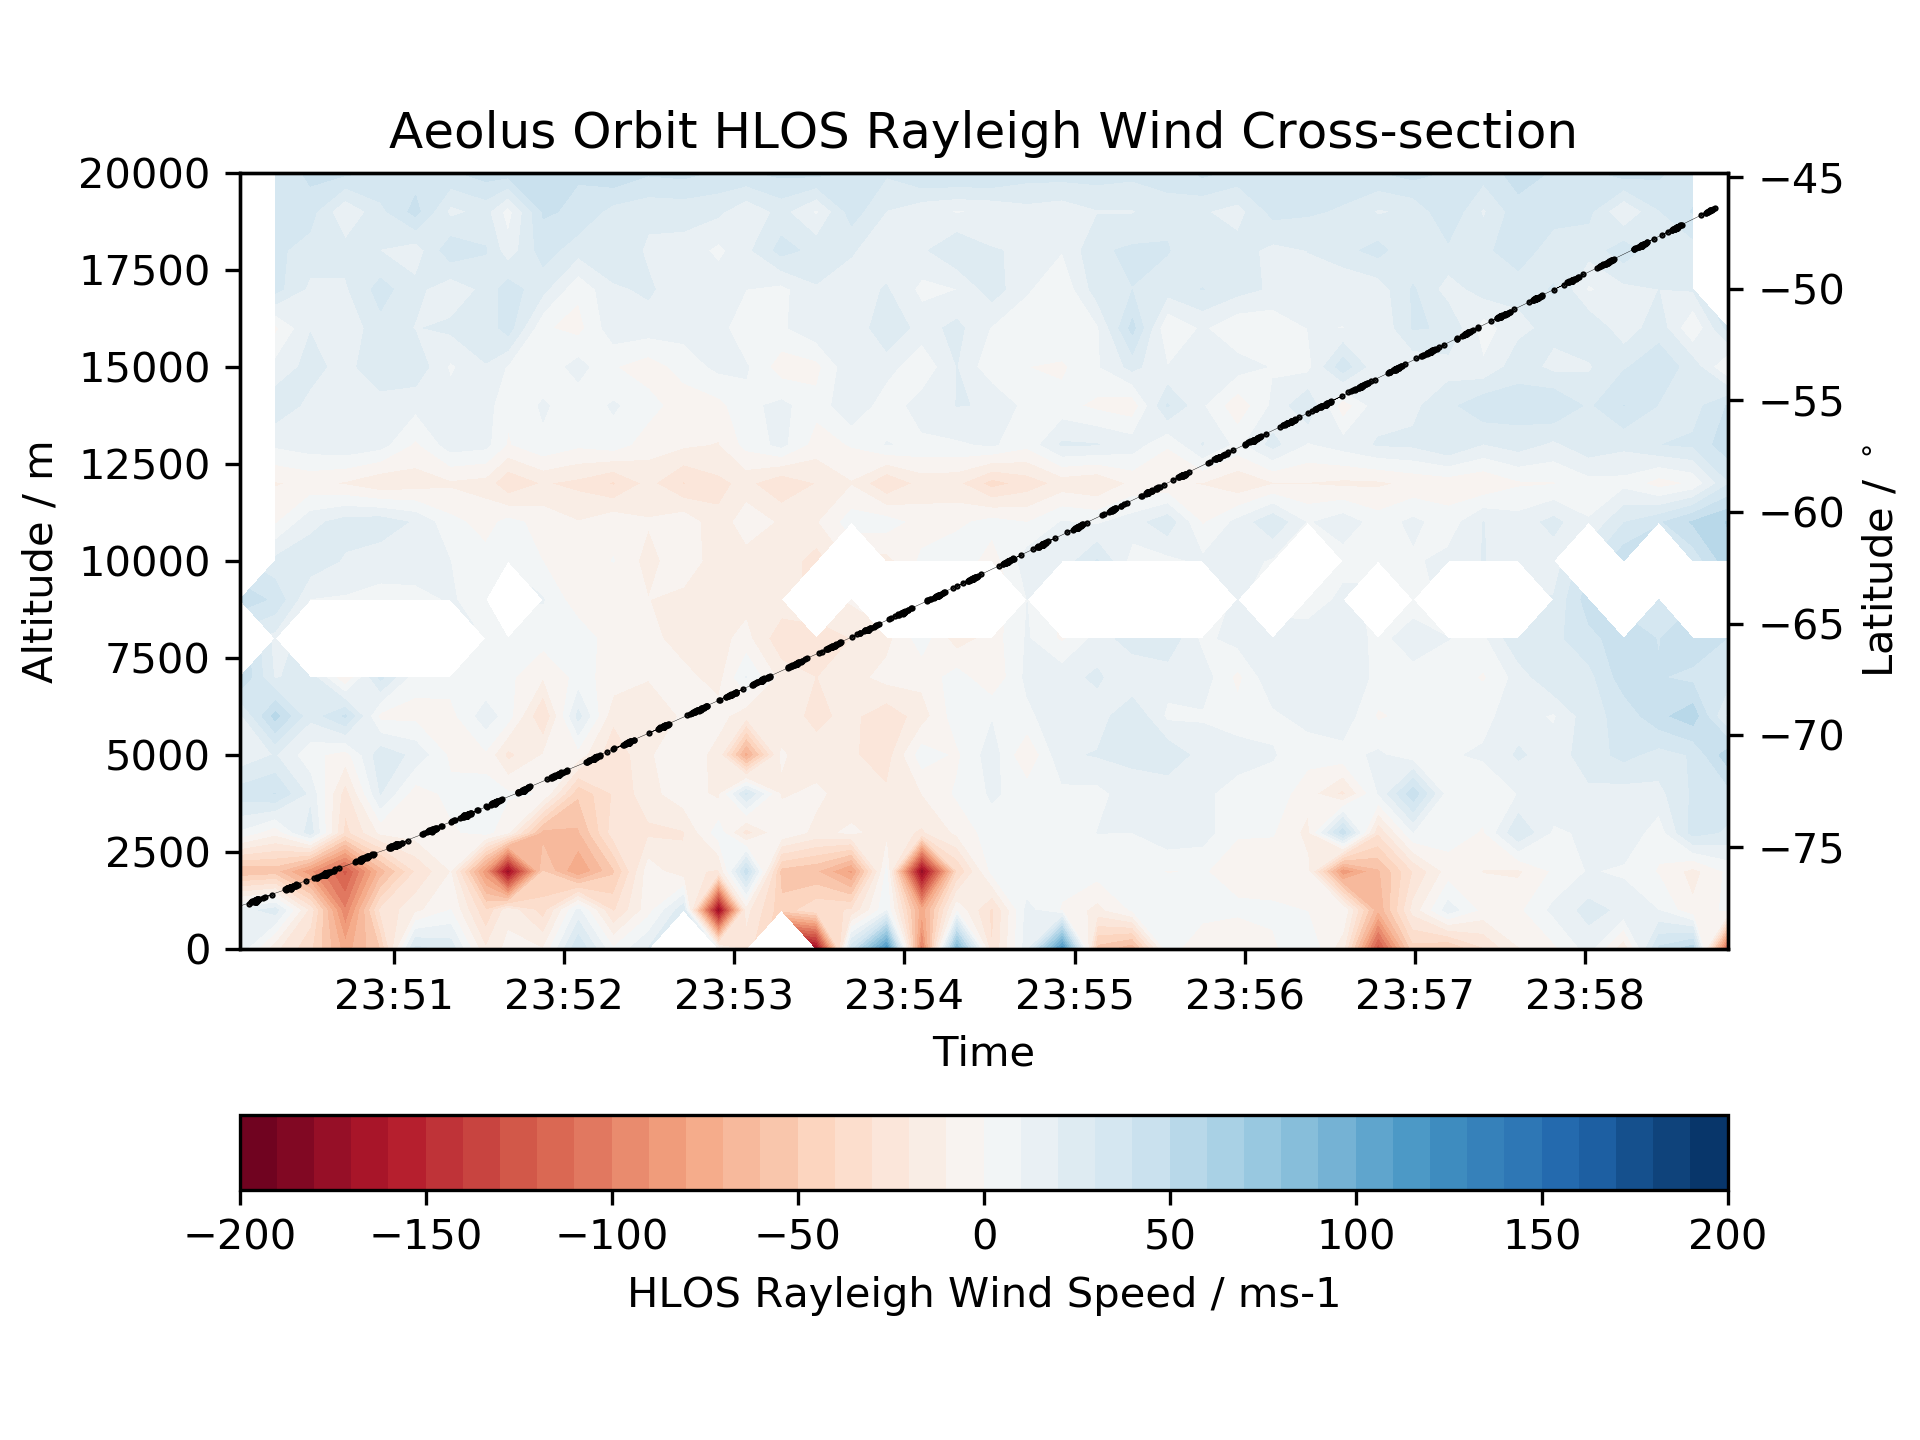 Aeolus Orbit HLOS Rayleigh Wind Cross-section
20000
17500
15000
12500
10000
7500
5000
2500
0
Altitude / m
−45
−50
−55
−60
−65
−70
−75
Latitude / °
23:51 23:52 23:53 23:54 23:55 23:56 23:57 23:58
Time
−200 −150 −100 −50 0 50 100 150 200
HLOS Rayleigh Wind Speed / ms-1